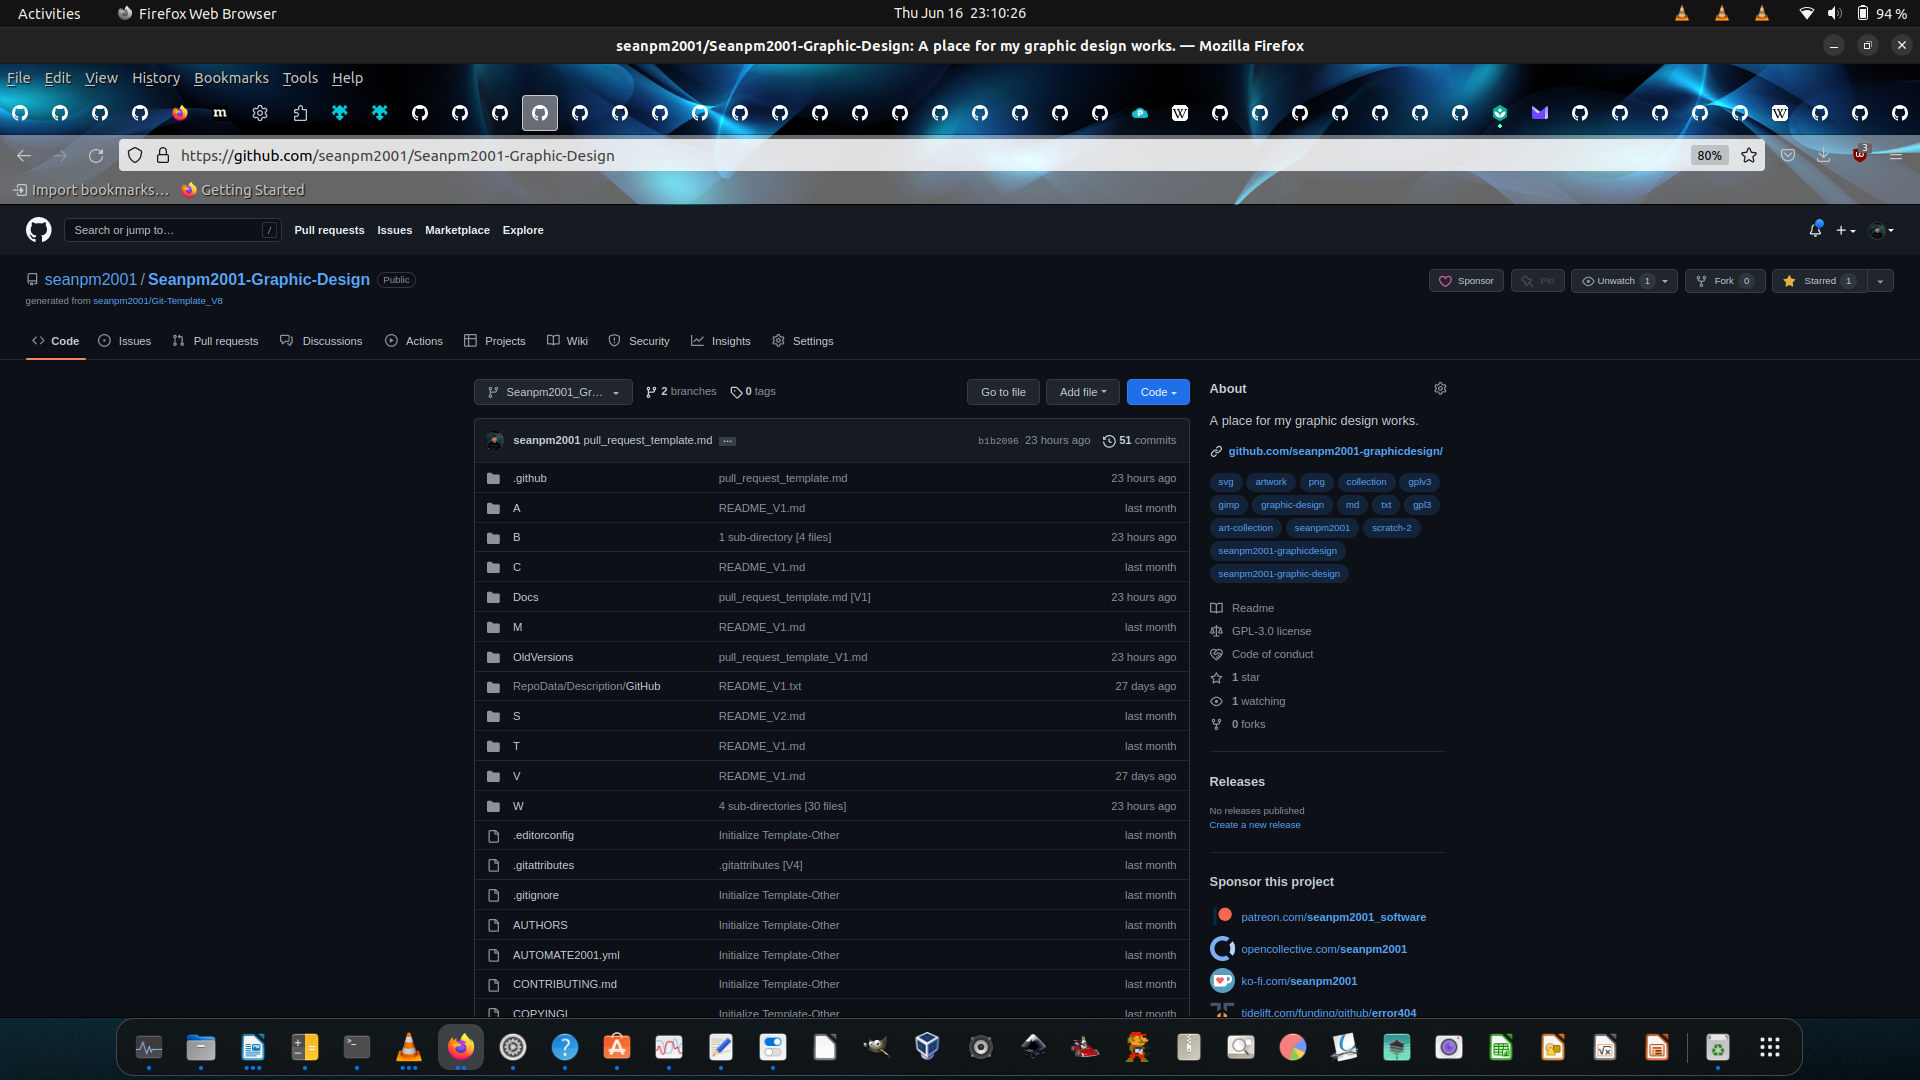 Activities
Firefox Web Browser
Thu Jun 16 23:10:26
94 %
seanpm2001/Seanpm2001-Graphic-Design: A place for my graphic design works. — Mozilla Firefox
File Edit View History Bookmarks Tools Help
https://github.com/seanpm2001/Seanpm2001-Graphic-Design
80%
3
Import bookmarks…
Getting Started
Search or jump to…
/
Pull requests
Issues
Marketplace
Explore
seanpm2001 / Seanpm2001-Graphic-Design
Public
Sponsor
Pin
Unwatch 1
Fork 0
Starred 1
generated from seanpm2001/Git-Template_V8
Code
Issues
Pull requests
Discussions
Actions
Projects
Wiki
Security
Insights
Settings
Seanpm2001_Gr…
2 branches
0 tags
Go to file
Add file
Code
seanpm2001 pull_request_template.md
b1b2096 23 hours ago
51 commits
.github pull_request_template.md 23 hours ago
A README_V1.md last month
B 1 sub-directory [4 files] 23 hours ago
C README_V1.md last month
Docs pull_request_template.md [V1] 23 hours ago
M README_V1.md last month
OldVersions pull_request_template_V1.md 23 hours ago
RepoData/Description/GitHub README_V1.txt 27 days ago
S README_V2.md last month
T README_V1.md last month
V README_V1.md 27 days ago
W 4 sub-directories [30 files] 23 hours ago
.editorconfig Initialize Template-Other last month
.gitattributes .gitattributes [V4] last month
.gitignore Initialize Template-Other last month
AUTHORS Initialize Template-Other last month
AUTOMATE2001.yml Initialize Template-Other last month
CONTRIBUTING.md Initialize Template-Other last month
Initialize Template-Other last month
About
A place for my graphic design works.
github.com/seanpm2001-graphicdesign/
svg artwork png collection gplv3
gimp graphic-design md txt gpl3
art-collection seanpm2001 scratch-2
seanpm2001-graphicdesign
seanpm2001-graphic-design
Readme
GPL-3.0 license
Code of conduct
1 star
1 watching
0 forks
Releases
No releases published
Create a new release
Sponsor this project
patreon.com/seanpm2001_software
opencollective.com/seanpm2001
ko-fi.com/seanpm2001
tidelift.com/funding/github/error404